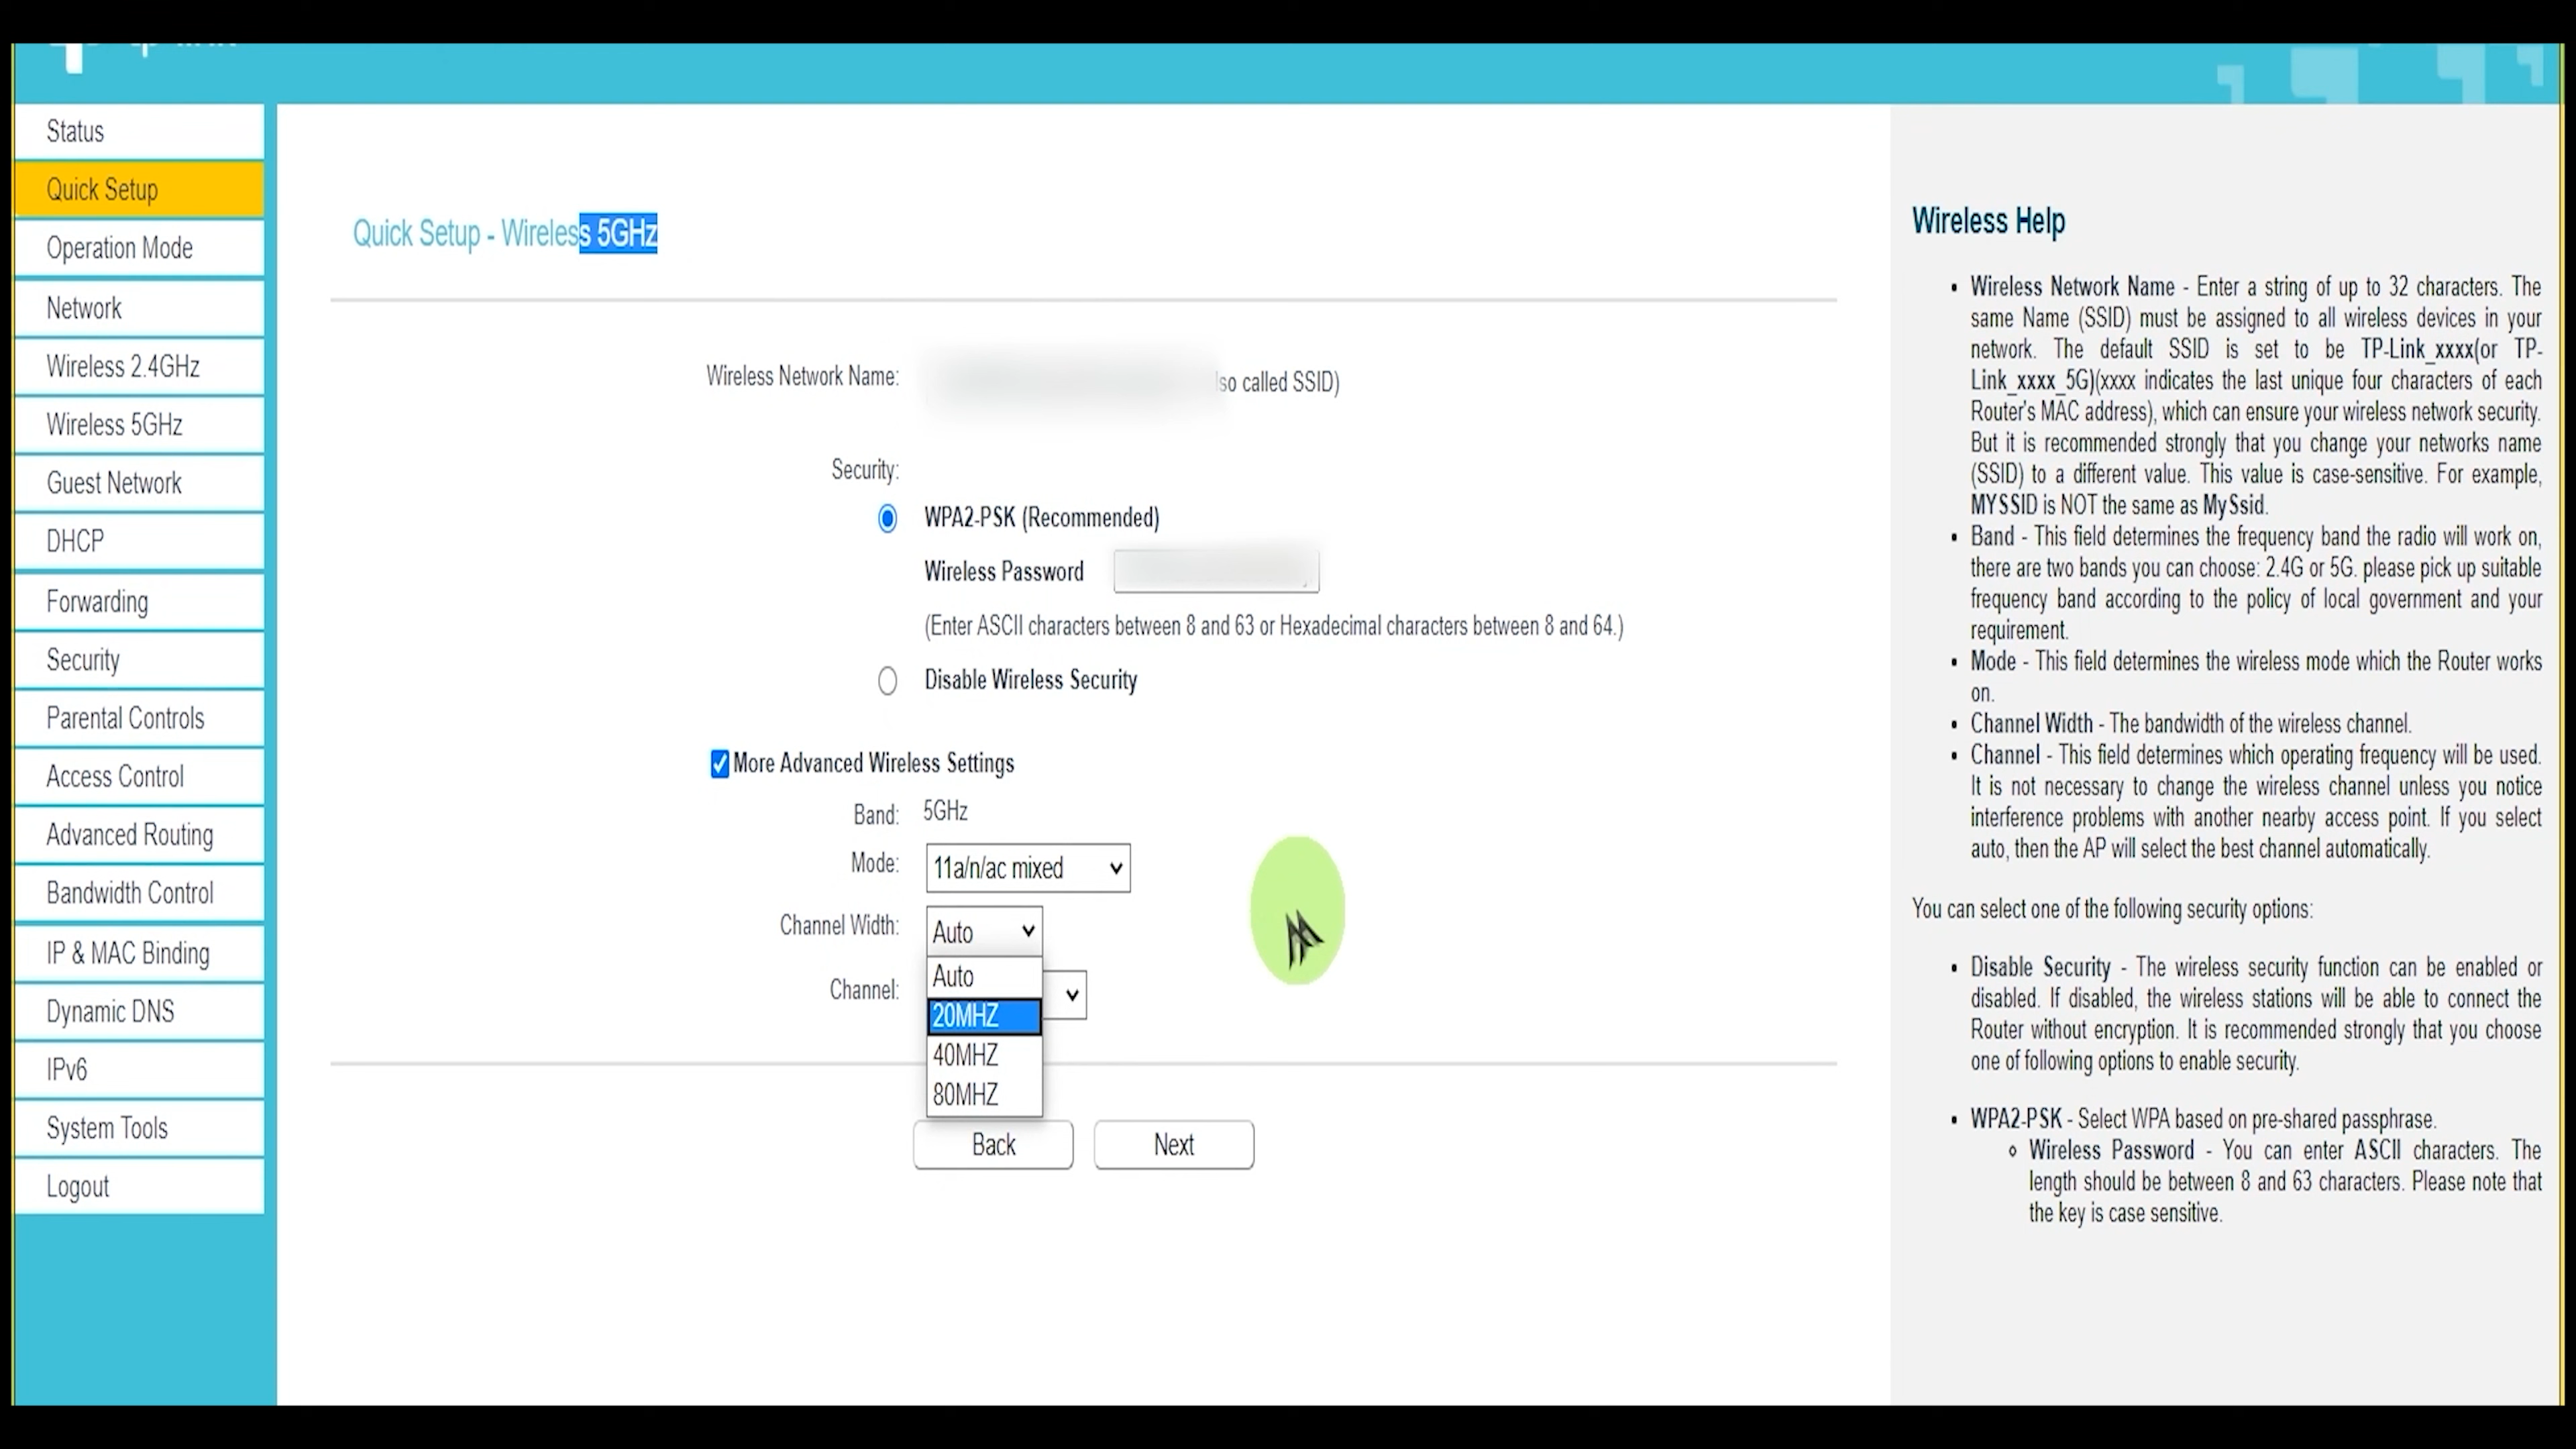 Status
Quick Setup
Operation Mode
Network
Wireless 2.4GHz
Wireless 5GHz
Guest Network
DHCP
Forwarding
Security
Parental Controls
Access Control
Advanced Routing
Bandwidth Control
IP & MAC Binding
Dynamic DNS
IPv6
System Tools
Logout
Quick Setup - Wireless 5GHz
Wireless Network Name:
called SSID)
Security:
WPA2-PSK (Recommended)
Wireless Password
(Enter ASCII characters between 8 and 63 or Hexadecimal characters between 8 and 64.)
Disable Wireless Security
More Advanced Wireless Settings
Band: 5GHz
Mode: 11a/n/ac mixed
Channel Width: Auto
Auto
Channel:
20MHZ
40MHZ
80MHZ
Back Next
Wireless Help
• Wireless Network Name - Enter a string of up to 32 characters. The
same Name (SSID) must be assigned to all wireless devices in your
network. The default SSID is set to be TP-Link_xxxx(or TP-
Link_xxxx_5G)(xxxx indicates the last unique four characters of each
Router's MAC address), which can ensure your wireless network security.
But it is recommended strongly that you change your networks name
(SSID) to a different value. This value is case-sensitive. For example,
MYSSID is NOT the same as MySsid.
• Band - This field determines the frequency band the radio will work on,
there are two bands you can choose: 2.4G or 5G. please pick up suitable
frequency band according to the policy of local government and your
requirement.
• Mode - This field determines the wireless mode which the Router works
on.
• Channel Width - The bandwidth of the wireless channel.
• Channel - This field determines which operating frequency will be used.
It is not necessary to change the wireless channel unless you notice
interference problems with another nearby access point. If you select
auto, then the AP will select the best channel automatically.
You can select one of the following security options:
• Disable Security - The wireless security function can be enabled or
disabled. If disabled, the wireless stations will be able to connect the
Router without encryption. It is recommended strongly that you choose
one of following options to enable security.
• WPA2-PSK - Select WPA based on pre-shared passphrase.
Wireless Password - You can enter ASCII characters. The
length should be between 8 and 63 characters. Please note that
the key is case sensitive.